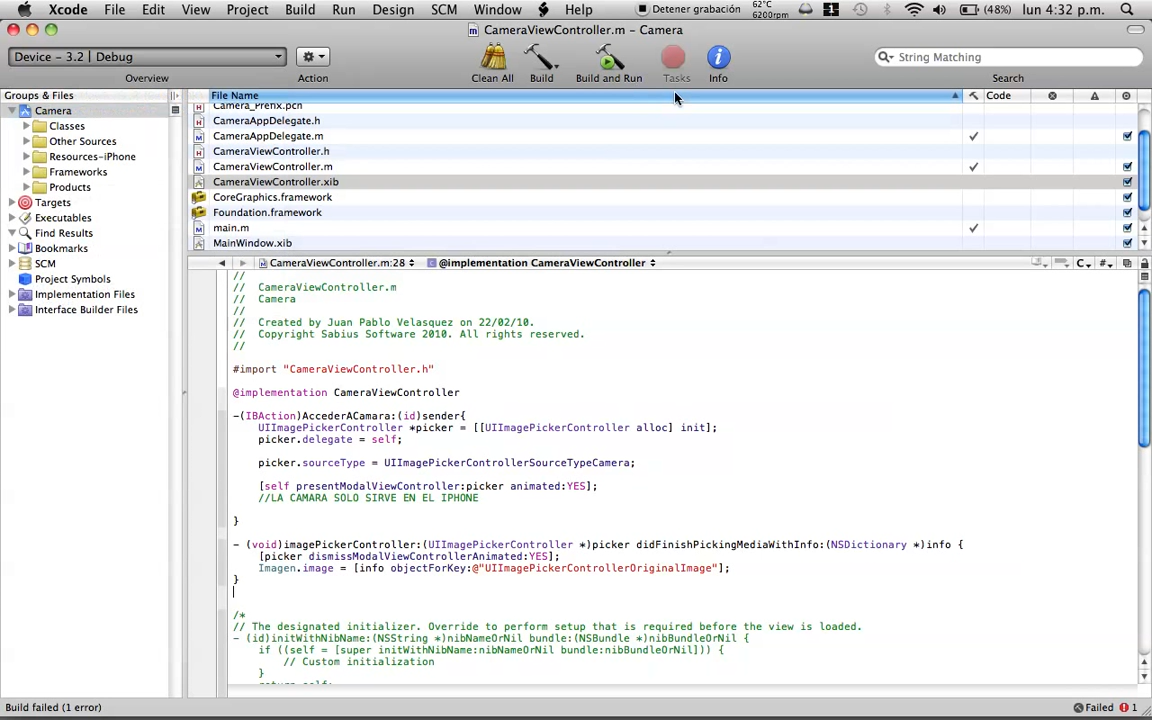 Xcode File Edit View Project Build Run Design SCM Window Help Detener grabación 62°C 6200rpm 1 (48%) lun 4:32 p.m.
CameraViewController.m – Camera
Device - 3.2 | Debug String Matching
Overview Action Clean All Build Build and Run Tasks Info Search
Groups & Files File Name Code
Camera_Prefix.pch
Camera
CameraAppDelegate.h
Classes
CameraAppDelegate.m
Other Sources
CameraViewController.h
Resources-iPhone
CameraViewController.m
Frameworks
CameraViewController.xib
Products
CoreGraphics.framework
Targets
Foundation.framework
Executables
main.m
Find Results
MainWindow.xib
Bookmarks
SCM
CameraViewController.m:28 @implementation CameraViewController C # 
Project Symbols
Implementation Files
Interface Builder Files
//
// CameraViewController.m
// Camera
//
// Created by Juan Pablo Velasquez on 22/02/10.
// Copyright Sabius Software 2010. All rights reserved.
//
#import "CameraViewController.h"
@implementation CameraViewController
-(IBAction)AccederACamara:(id)sender{
UIImagePickerController *picker = [[UIImagePickerController alloc] init];
picker.delegate = self;
picker.sourceType = UIImagePickerControllerSourceTypeCamera;
[self presentModalViewController:picker animated:YES];
//LA CAMARA SOLO SIRVE EN EL IPHONE
}
- (void)imagePickerController:(UIImagePickerController *)picker didFinishPickingMediaWithInfo:(NSDictionary *)info {
[picker dismissModalViewControllerAnimated:YES];
Imagen.image = [info objectForKey:@"UIImagePickerControllerOriginalImage"];
}
/*
// The designated initializer. Override to perform setup that is required before the view is loaded.
- (id)initWithNibName:(NSString *)nibNameOrNil bundle:(NSBundle *)nibBundleOrNil {
if ((self = [super initWithNibName:nibNameOrNil bundle:nibBundleOrNil])) {
// Custom initialization
}
return self;
Build failed (1 error) Failed 1